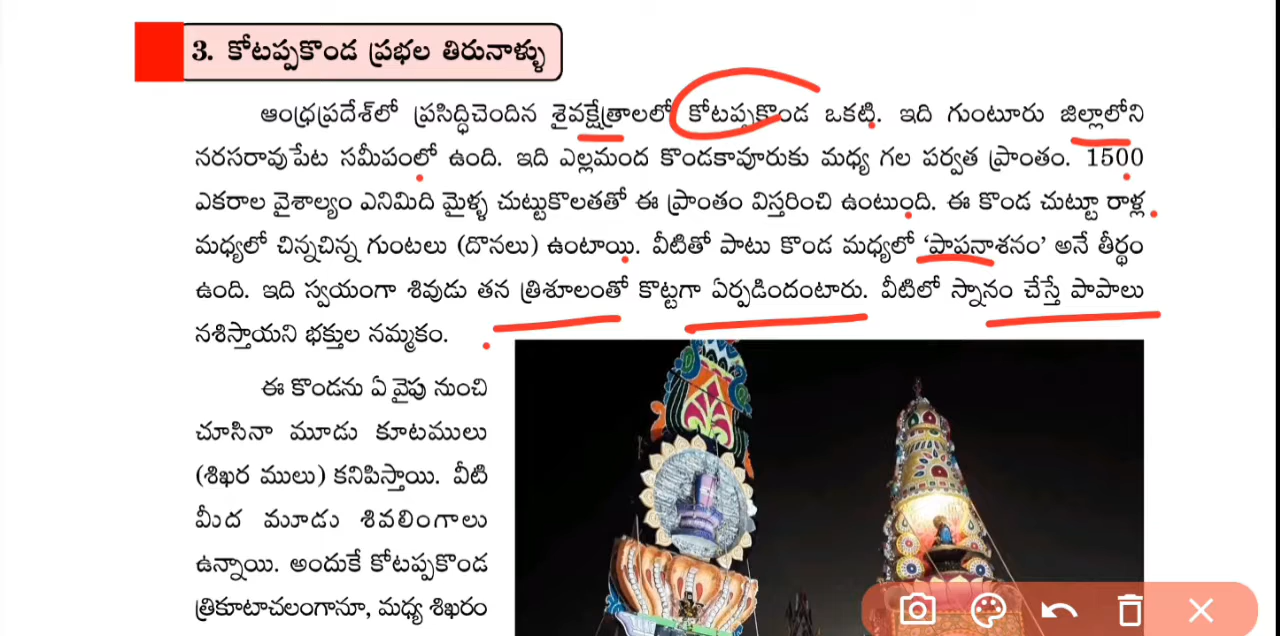 3. కోటప్పకొండ ప్రభల తిరునాళ్ళు
ఆంధ్రప్రదేశ్‌లో ప్రసిద్ధిచెందిన శైవక్షేత్రాలలో కోటప్పకొండ ఒకటి. ఇది గుంటూరు జిల్లాలోని
నరసరావుపేట సమీపంలో ఉంది. ఇది ఎల్లమంద కొండకావూరుకు మధ్య గల పర్వత ప్రాంతం. 1500
ఎకరాల వైశాల్యం ఎనిమిది మైళ్ళ చుట్టుకొలతతో ఈ ప్రాంతం విస్తరించి ఉంటుంది. ఈ కొండ చుట్టూ రాళ్ల
మధ్యలో చిన్నచిన్న గుంటలు (దొనలు) ఉంటాయి. వీటితో పాటు కొండ మధ్యలో ‘పాపనాశనం’ అనే తీర్థం
ఉంది. ఇది స్వయంగా శివుడు తన త్రిశూలంతో కొట్టగా ఏర్పడిందంటారు. వీటిలో స్నానం చేస్తే పాపాలు
నశిస్తాయని భక్తుల నమ్మకం.
ఈ కొండను ఏ వైపు నుంచి
చూసినా మూడు కూటములు
(శిఖర ములు) కనిపిస్తాయి. వీటి
మీద మూడు శివలింగాలు
ఉన్నాయి. అందుకే కోటప్పకొండ
త్రికూటాచలంగానూ, మధ్య శిఖరం